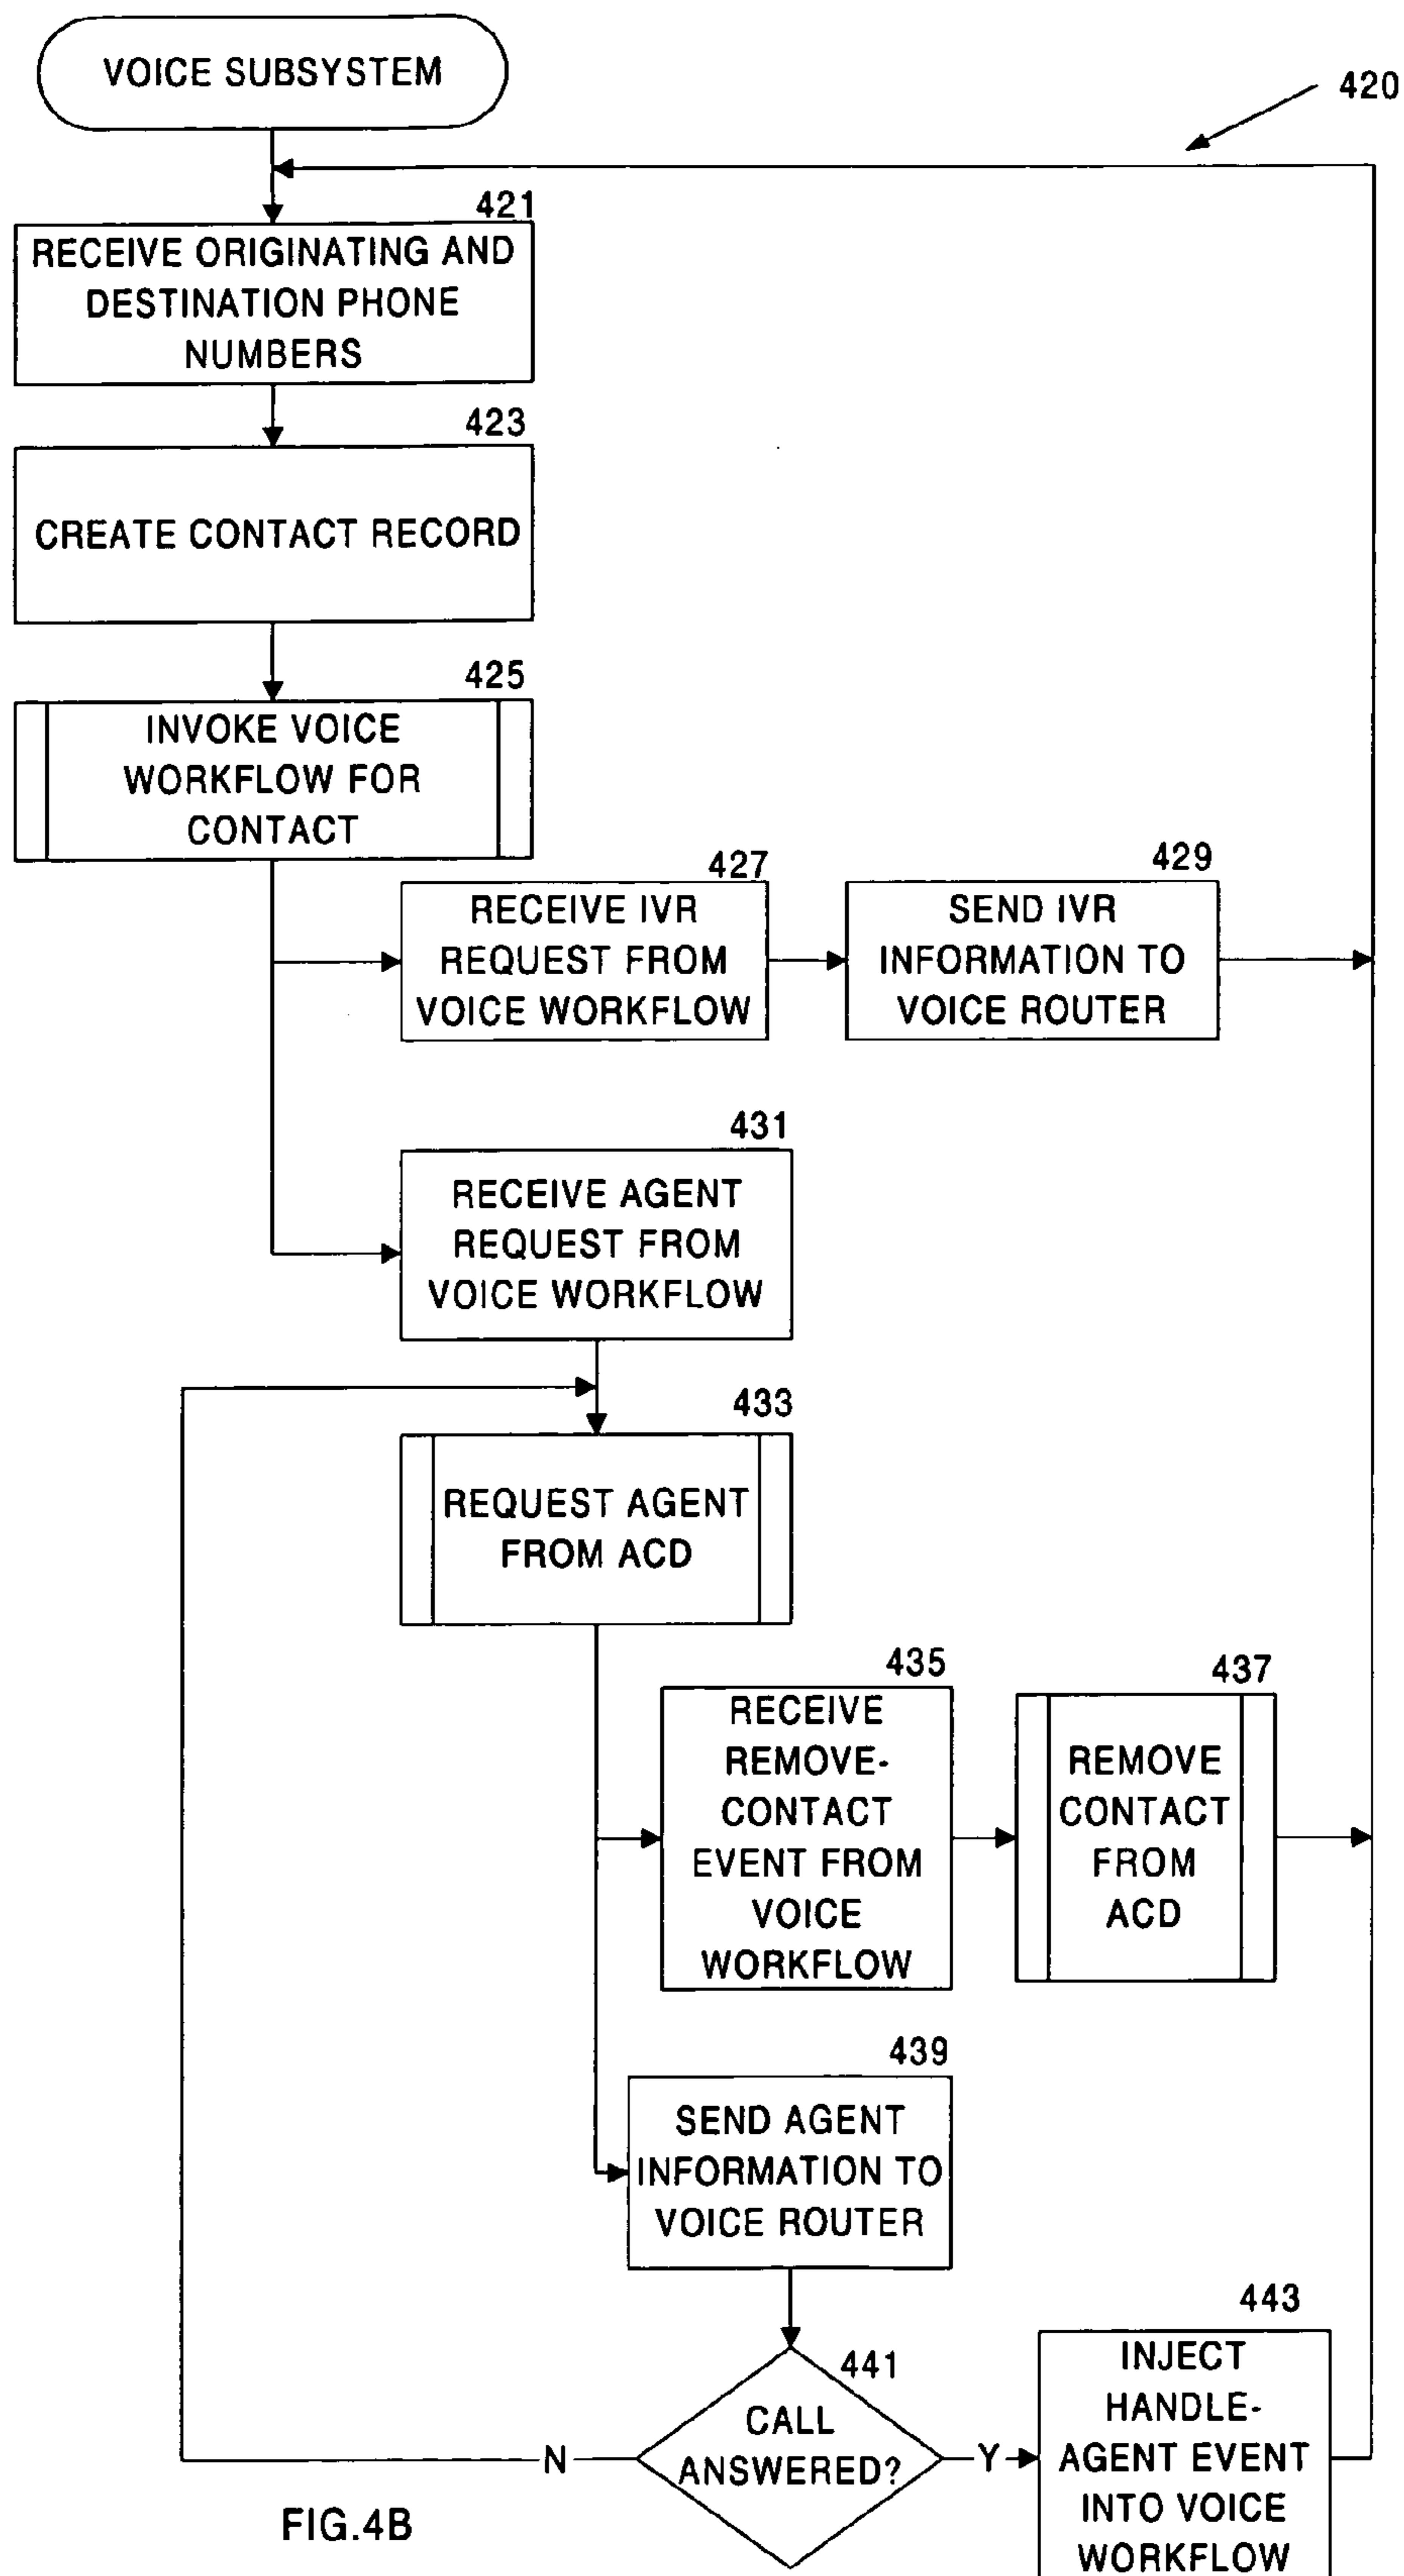 VOICE SUBSYSTEM
420
421
RECEIVE ORIGINATING AND
DESTINATION PHONE
NUMBERS
423
CREATE CONTACT RECORD
425
INVOKE VOICE
WORKFLOW FOR
CONTACT
427
RECEIVE IVR
REQUEST FROM
VOICE WORKFLOW
429
SEND IVR
INFORMATION TO
VOICE ROUTER
431
RECEIVE AGENT
REQUEST FROM
VOICE WORKFLOW
433
REQUEST AGENT
FROM ACD
435
RECEIVE
REMOVE-
CONTACT
EVENT FROM
VOICE
WORKFLOW
437
REMOVE
CONTACT
FROM
ACD
439
SEND AGENT
INFORMATION TO
VOICE ROUTER
441
CALL
ANSWERED?
N
Y
443
INJECT
HANDLE-
AGENT EVENT
INTO VOICE
WORKFLOW
FIG.4B